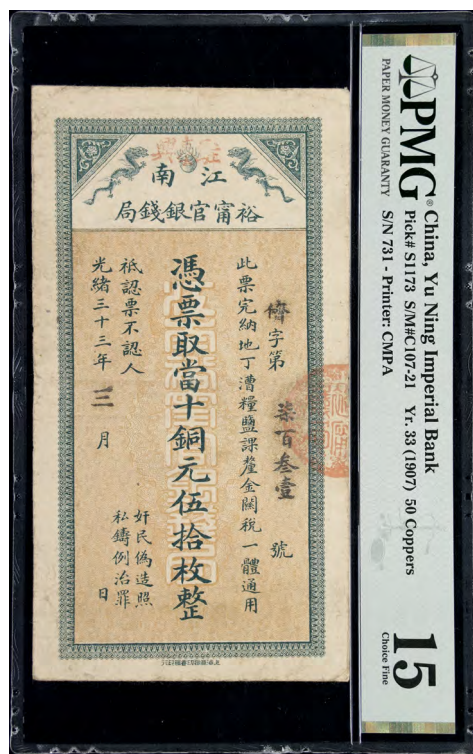 江南
裕甯官銀錢局
此票完納地丁漕糧鹽課釐金關稅一體通用
字第柒百叁壹號
憑票取當十銅元伍拾枚整
袛認票不認人
光緒三十三年三月日
奸民偽造照
私鑄例治罪
PMG®
PAPER MONEY GUARANTY
China, Yu Ning Imperial Bank
Pick# S1173 S/M#C107-21 Yr. 33 (1907) 50 Coppers
S/N 731 - Printer: CMPA
15
Choice Fine